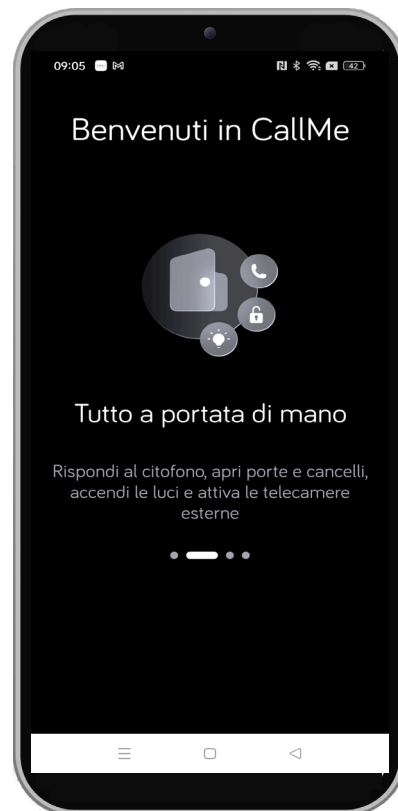 09:05
42
Benvenuti in CallMe
Tutto a portata di mano
Rispondi al citofono, apri porte e cancelli,
accendi le luci e attiva le telecamere
esterne